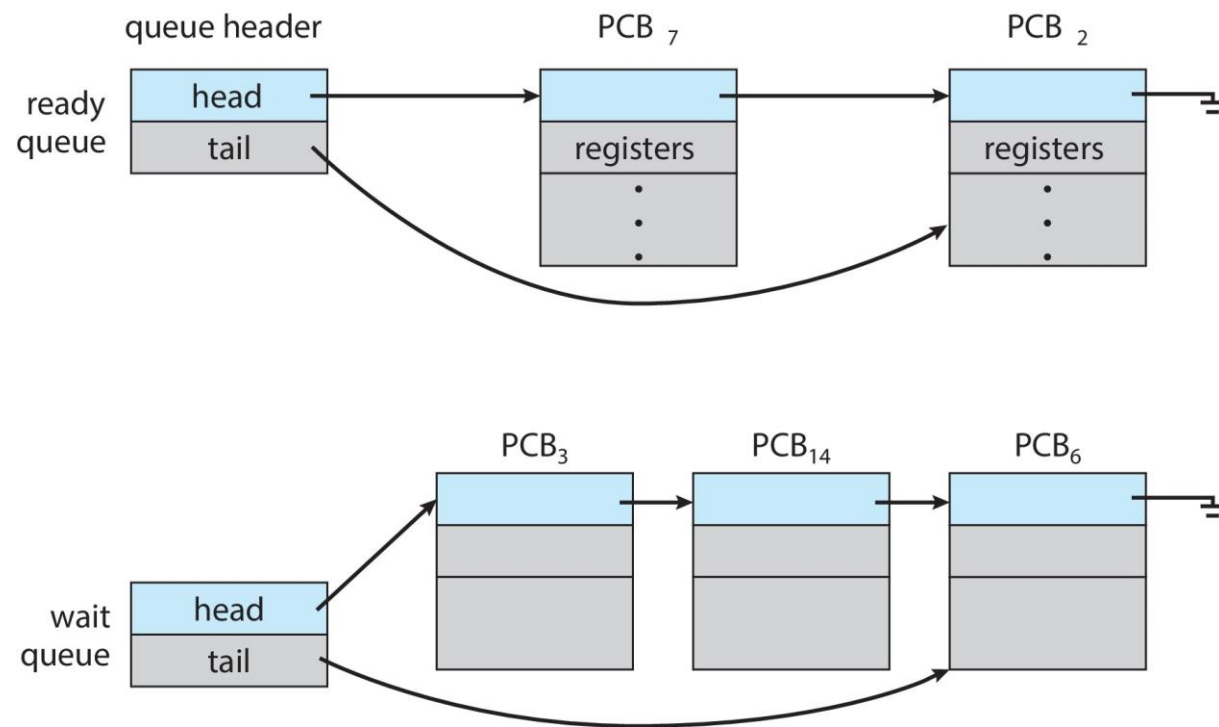 queue header
PCB 7
PCB 2
ready
queue
head
tail
registers
registers
PCB3
PCB14
PCB6
wait
queue
head
tail